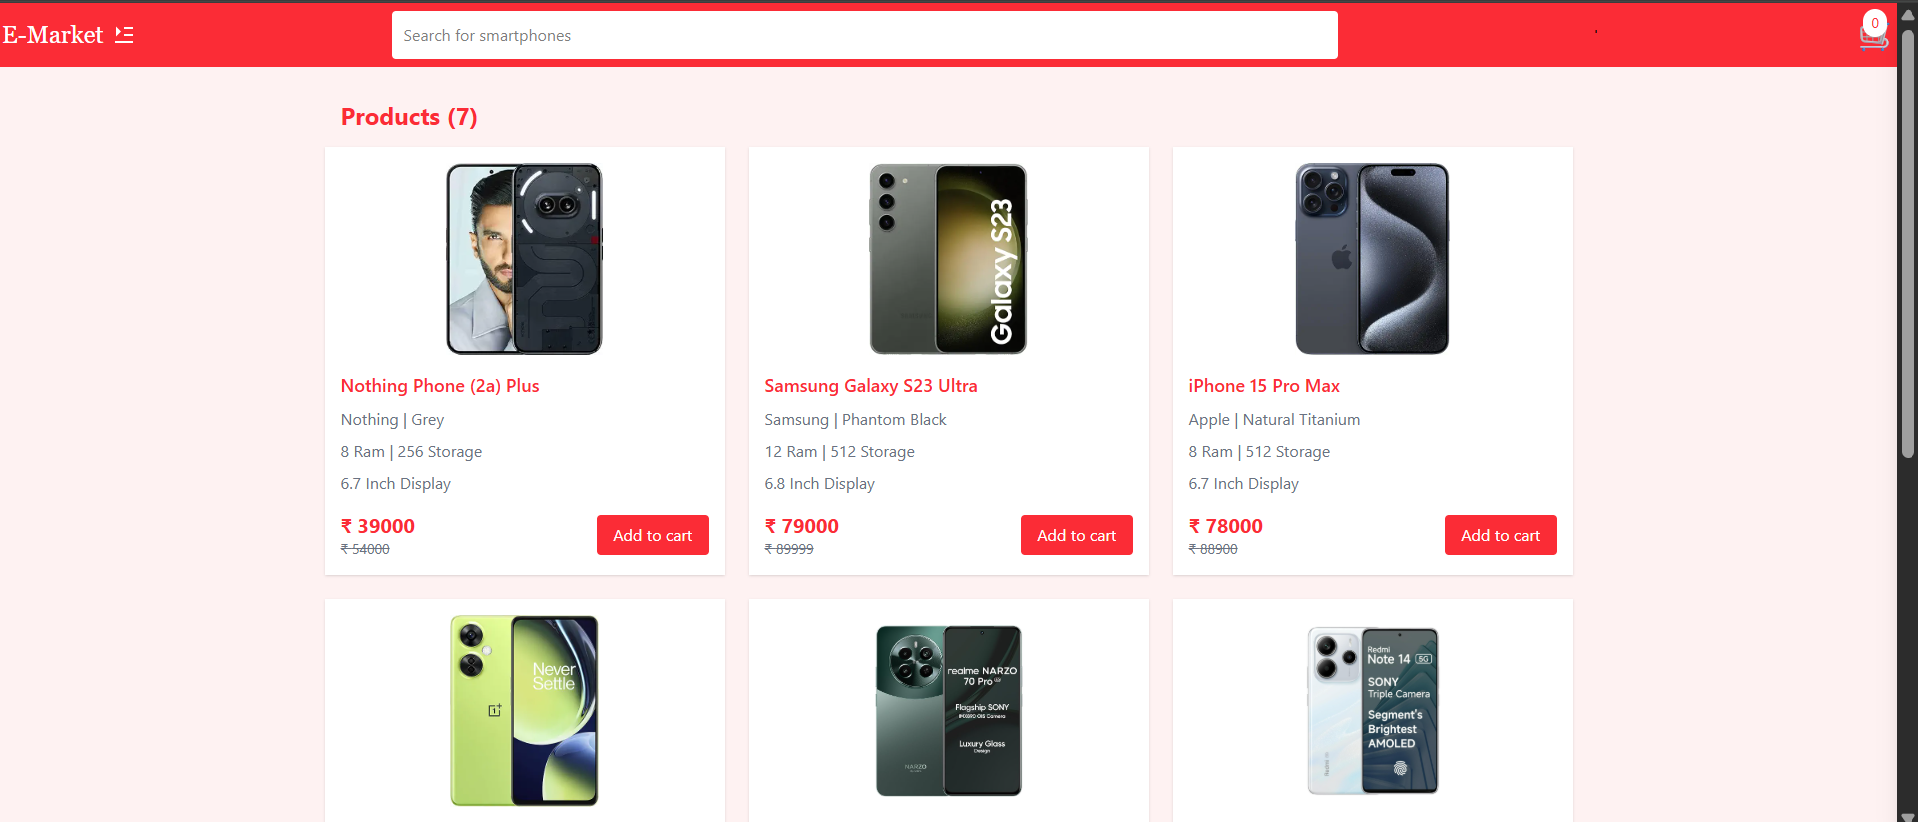 E-Market
Search for smartphones
0
Products (7)
Galaxy S23
Nothing Phone (2a) Plus
Nothing | Grey
8 Ram | 256 Storage
6.7 Inch Display
₹ 39000
₹ 54000
Add to cart
Samsung Galaxy S23 Ultra
Samsung | Phantom Black
12 Ram | 512 Storage
6.8 Inch Display
₹ 79000
₹ 89999
Add to cart
iPhone 15 Pro Max
Apple | Natural Titanium
8 Ram | 512 Storage
6.7 Inch Display
₹ 78000
₹ 88900
Add to cart
Never
Settle
realme NARZO
70 Pro
Flagship SONY
IMX890 OIS Camera
Luxury Glass
Design
NARZO
Redmi
Note 14 5G
SONY
Triple Camera
Segment's
Brightest
AMOLED